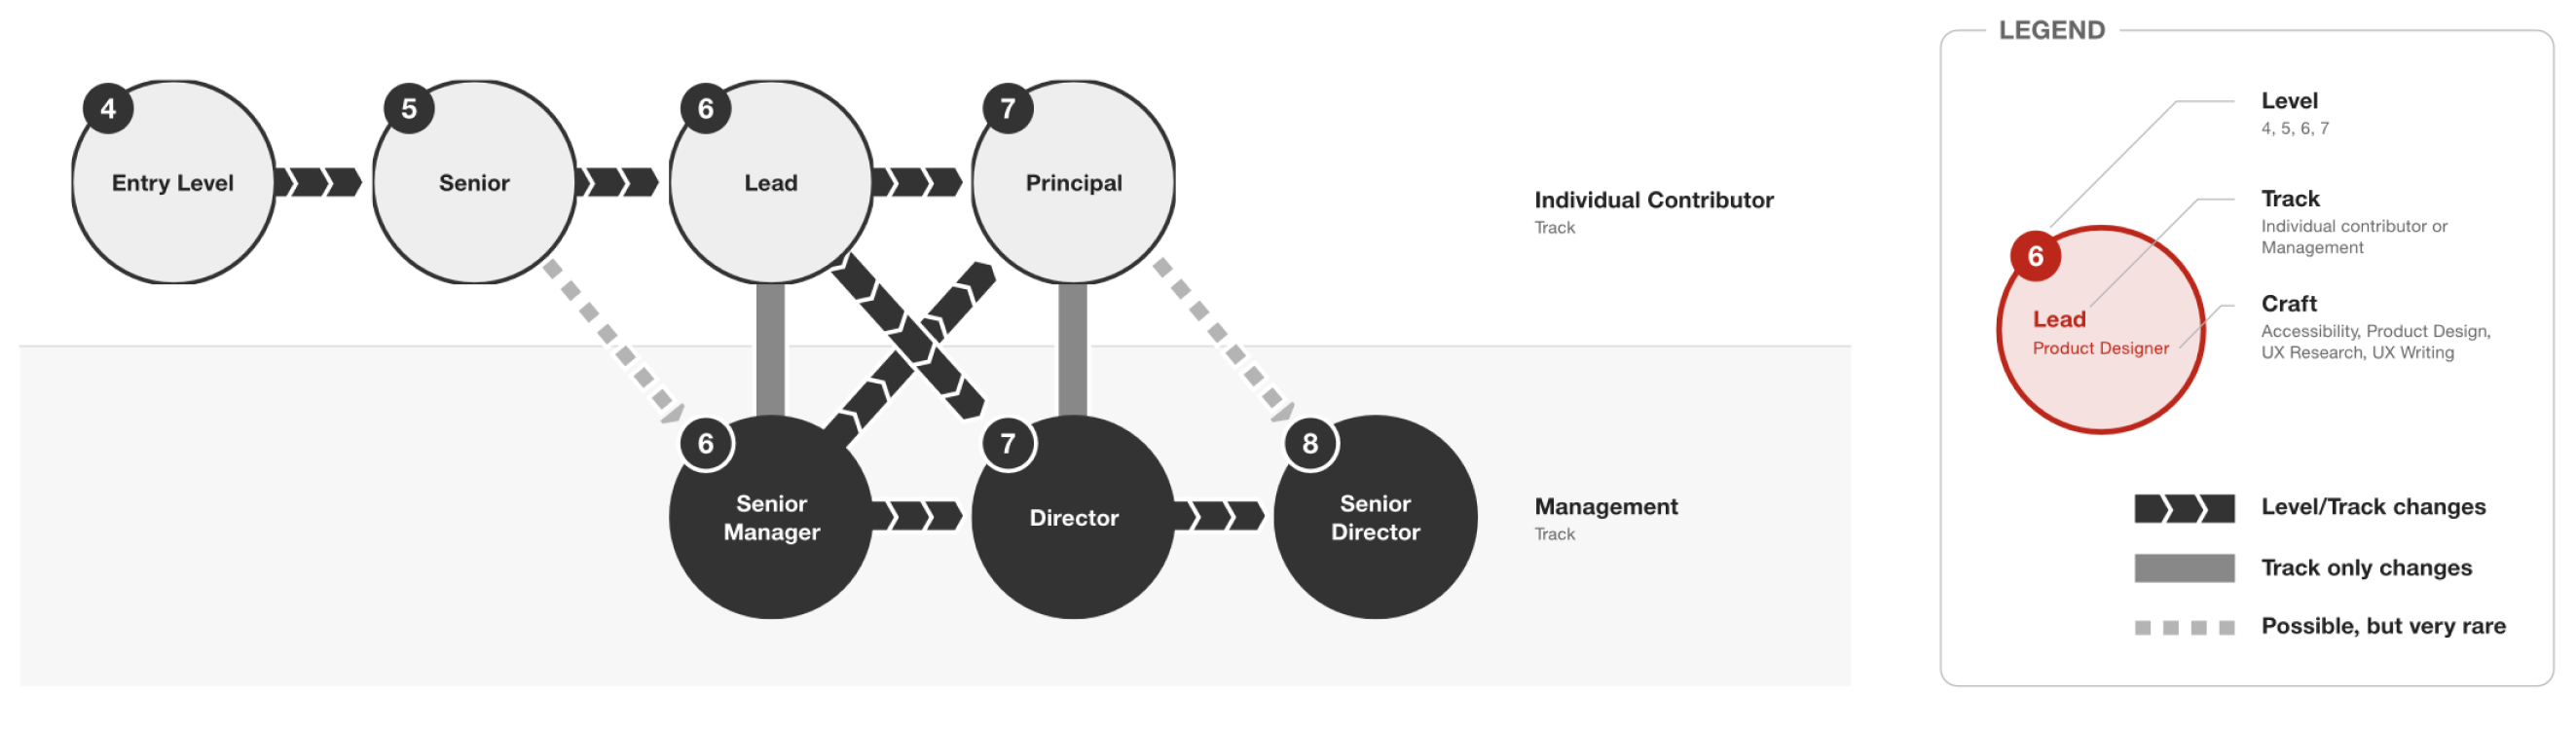 4
Entry Level
5
Senior
6
Lead
7
Principal
Individual Contributor
Track
6
Senior
Manager
7
Director
8
Senior
Director
Management
Track
LEGEND
Level
4, 5, 6, 7
Track
Individual contributor or
Management
Craft
Accessibility, Product Design,
UX Research, UX Writing
6
Lead
Product Designer
Level/Track changes
Track only changes
Possible, but very rare